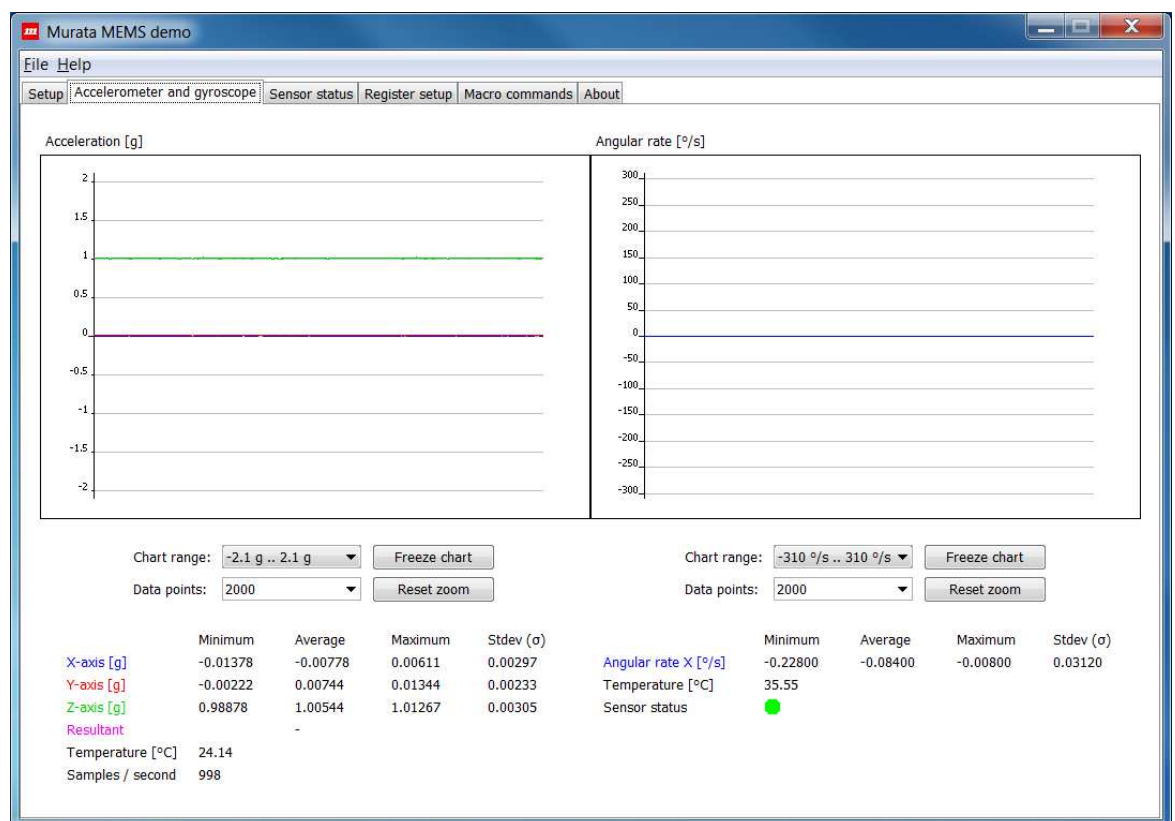 Murata MEMS demo
File Help
Setup Accelerometer and gyroscope Sensor status Register setup Macro commands About
Acceleration [g]
2
1.5
1
0.5
0
-0.5
-1
-1.5
-2
Angular rate [º/s]
300
250
200
150
100
50
0
-50
-100
-150
-200
-250
-300
Chart range: -2.1 g .. 2.1 g Freeze chart
Data points: 2000 Reset zoom
Chart range: -310 º/s .. 310 º/s Freeze chart
Data points: 2000 Reset zoom
Minimum Average Maximum Stdev (σ)
X-axis [g] -0.01378 -0.00778 0.00611 0.00297
Y-axis [g] -0.00222 0.00744 0.01344 0.00233
Z-axis [g] 0.98878 1.00544 1.01267 0.00305
Resultant -
Temperature [ºC] 24.14
Samples / second 998
Minimum Average Maximum Stdev (σ)
Angular rate X [º/s] -0.22800 -0.08400 -0.00800 0.03120
Temperature [ºC] 35.55
Sensor status